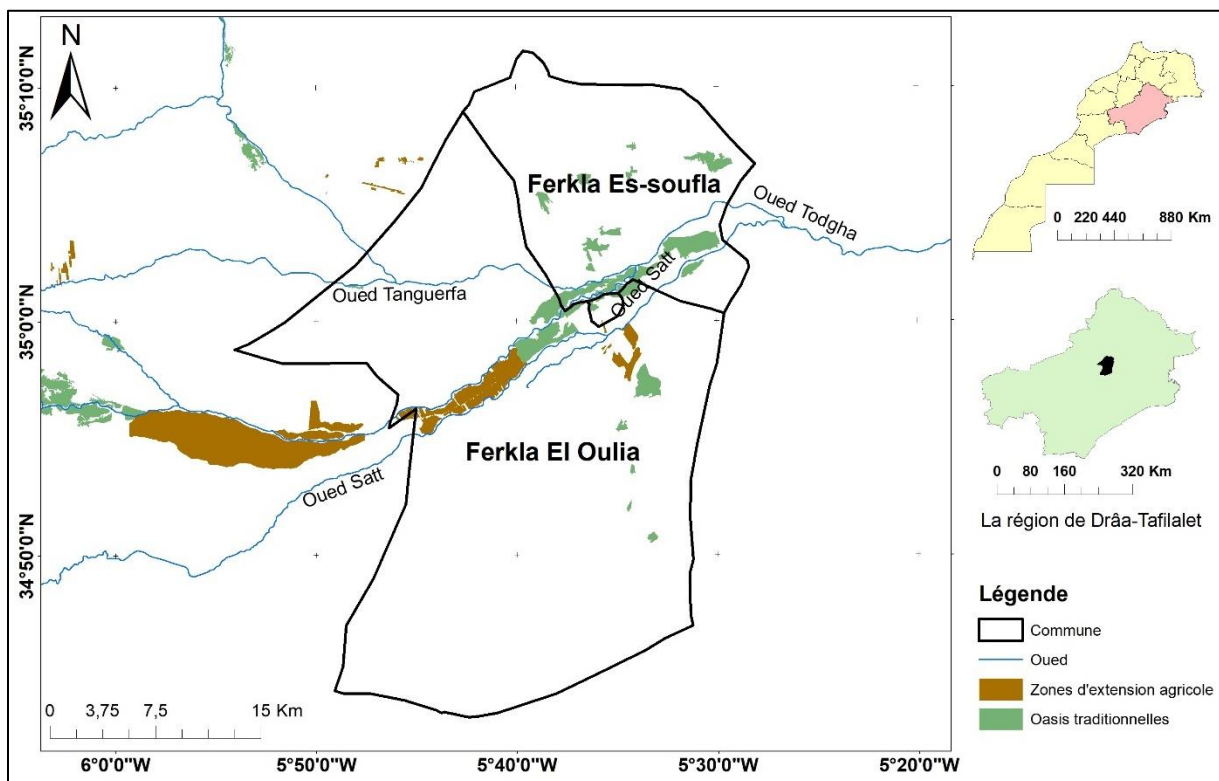 N
35°10'0"N
35°0'0"N
34°50'0"N
Ferkla Es-soufla
Oued Todgha
Oued Satt
Oued Tanguerfa
Ferkla El Oulia
Oued Satt
0 3,75 7,5 15 Km
6°0'0"W 5°50'0"W 5°40'0"W 5°30'0"W 5°20'0"W
0 220 440 880 Km
0 80 160 320 Km
La région de Drâa-Tafilalet
Légende
Commune
Oued
Zones d'extension agricole
Oasis traditionnelles